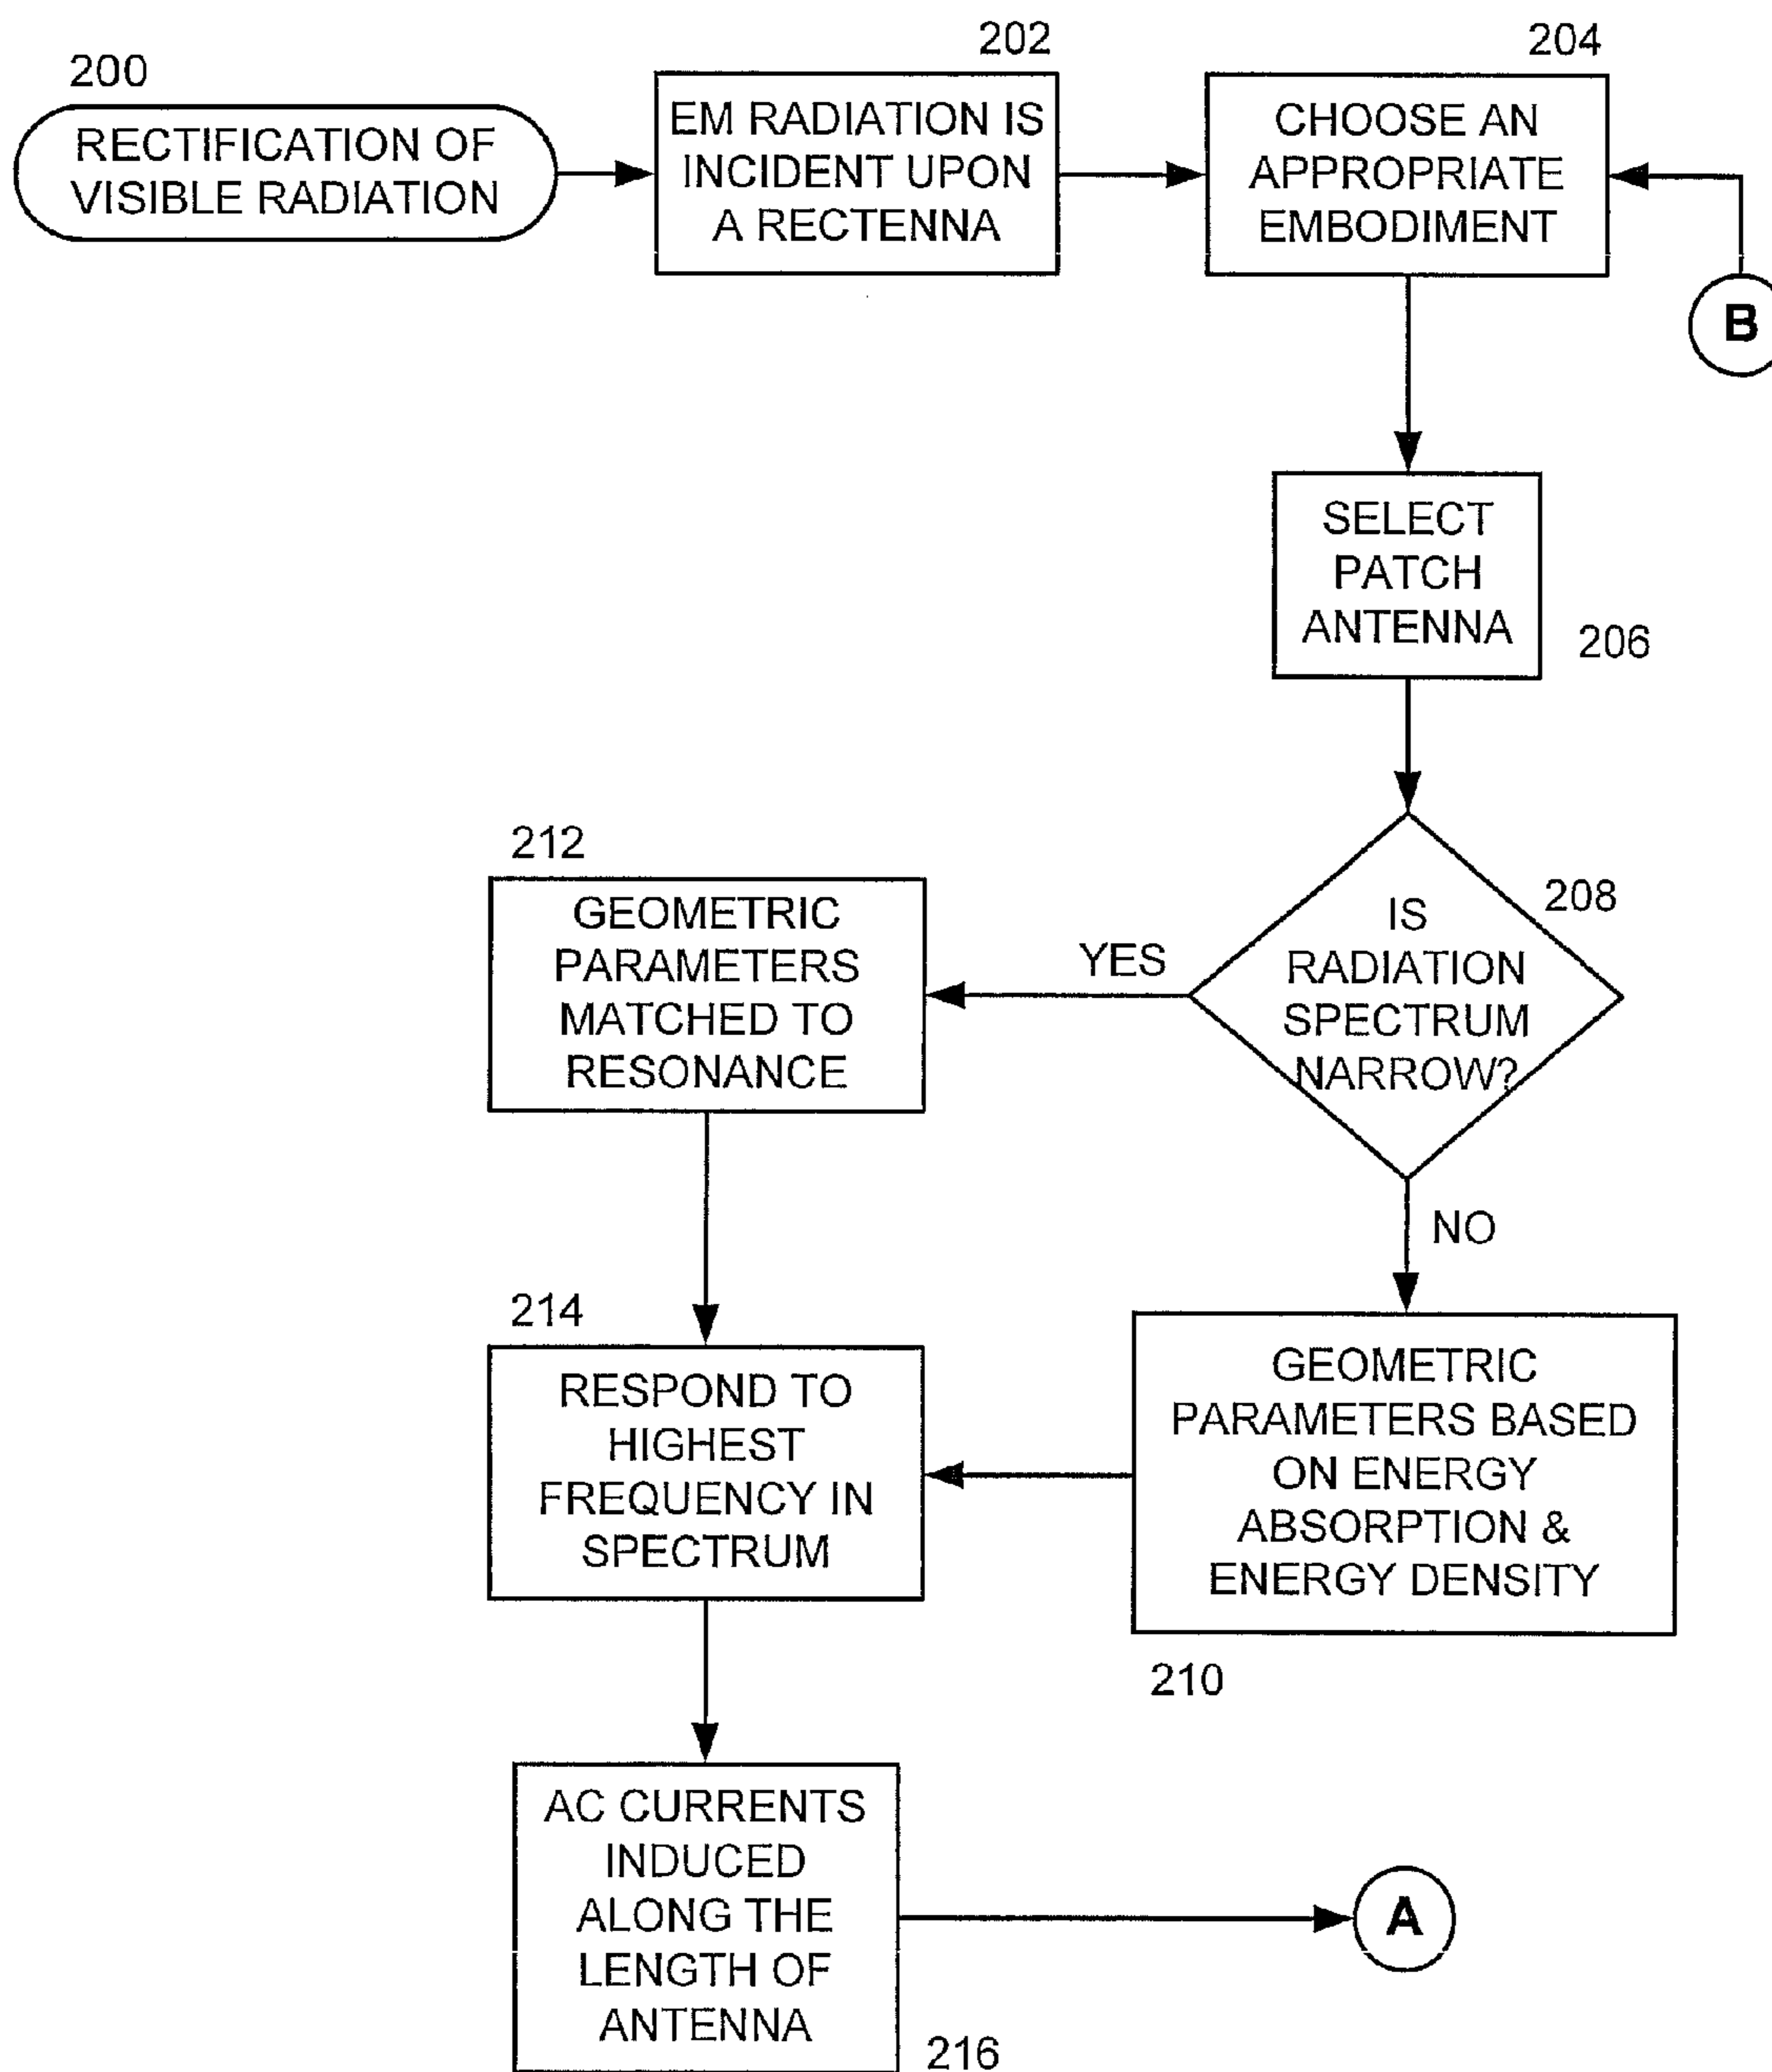 200
RECTIFICATION OF
VISIBLE RADIATION
202
EM RADIATION IS
INCIDENT UPON
A RECTENNA
204
CHOOSE AN
APPROPRIATE
EMBODIMENT
B
SELECT
PATCH
ANTENNA
206
208
IS
RADIATION
SPECTRUM
NARROW?
YES
212
GEOMETRIC
PARAMETERS
MATCHED TO
RESONANCE
NO
210
GEOMETRIC
PARAMETERS BASED
ON ENERGY
ABSORPTION &
ENERGY DENSITY
214
RESPOND TO
HIGHEST
FREQUENCY IN
SPECTRUM
AC CURRENTS
INDUCED
ALONG THE
LENGTH OF
ANTENNA
216
A